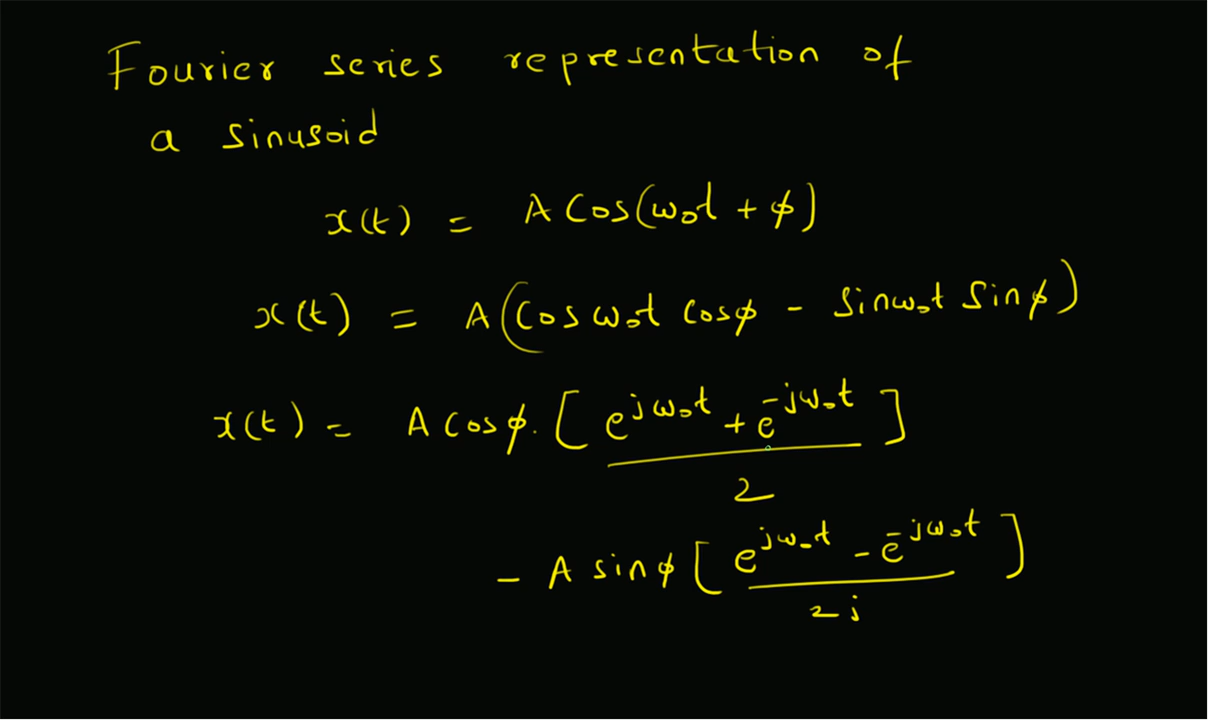 Fourier series representation of
a sinusoid
x(t) = A Cos(ω₀t + ϕ)
x(t) = A(Cos ω₀t Cosϕ - Sinω₀t Sinϕ)
x(t) = A Cosϕ. [ (e^{jω₀t} + e^{-jω₀t}) / 2 ]
- A sinϕ [ (e^{jω₀t} - e^{-jω₀t}) / 2j ]